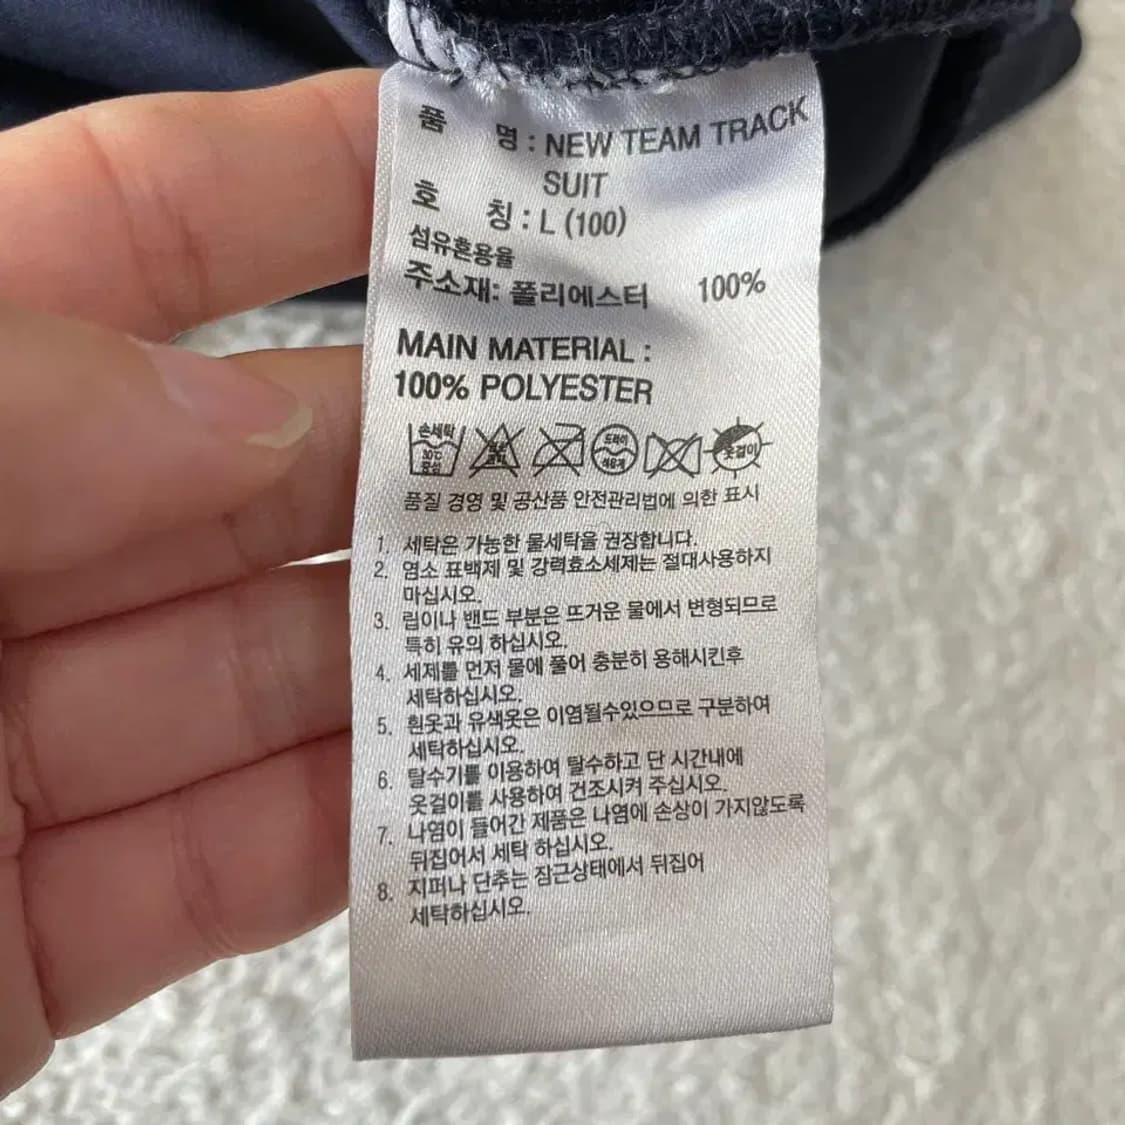 품 명 : NEW TEAM TRACK
SUIT
호 칭 : L (100)
섬유혼용율
주소재: 폴리에스터 100%
MAIN MATERIAL :
100% POLYESTER
손세탁 30℃ 중성 드라이 석유계 옷걸이
품질 경영 및 공산품 안전관리법에 의한 표시
1. 세탁은 가능한 물세탁을 권장합니다.
2. 염소 표백제 및 강력효소세제는 절대사용하지
마십시오.
3. 립이나 밴드 부분은 뜨거운 물에서 변형되므로
특히 유의 하십시오.
4. 세제를 먼저 물에 풀어 충분히 용해시킨후
세탁하십시오.
5. 흰옷과 유색옷은 이염될수있으므로 구분하여
세탁하십시오.
6. 탈수기를 이용하여 탈수하고 단 시간내에
옷걸이를 사용하여 건조시켜 주십시오.
7. 나염이 들어간 제품은 나염에 손상이 가지않도록
뒤집어서 세탁 하십시오.
8. 지퍼나 단추는 잠근상태에서 뒤집어
세탁하십시오.